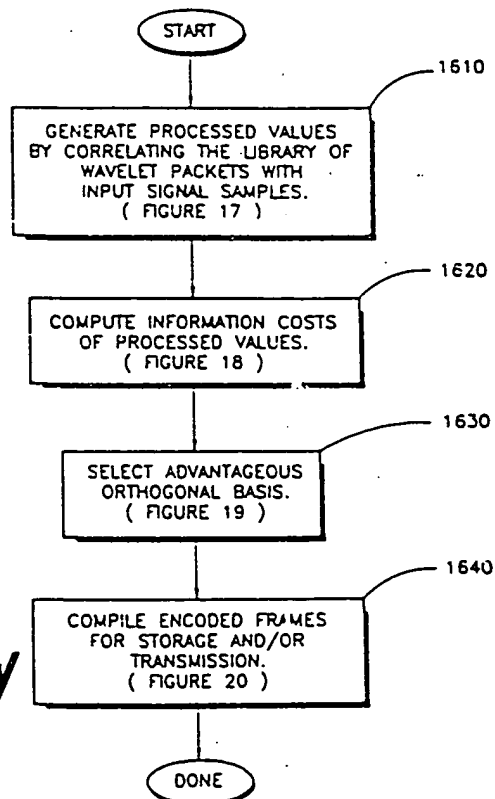 START
1610
GENERATE PROCESSED VALUES
BY CORRELATING THE LIBRARY OF
WAVELET PACKETS WITH
INPUT SIGNAL SAMPLES.
( FIGURE 17 )
1620
COMPUTE INFORMATION COSTS
OF PROCESSED VALUES.
( FIGURE 18 )
1630
SELECT ADVANTAGEOUS
ORTHOGONAL BASIS.
( FIGURE 19 )
1640
COMPILE ENCODED FRAMES
FOR STORAGE AND/OR
TRANSMISSION.
( FIGURE 20 )
DONE